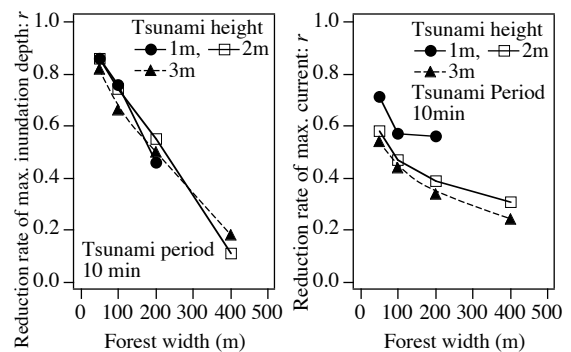 Reduction rate of max. inundation depth: r
1.0
0.8
0.6
0.4
0.2
0.0
Tsunami height
1m, 2m
3m
Tsunami period
10 min
0 100 200 300 400 500
Forest width (m)
Reduction rate of max. current: r
1.0
0.8
0.6
0.4
0.2
0.0
Tsunami height
1m, 2m
3m
Tsunami Period
10min
0 100 200 300 400 500
Forest width (m)